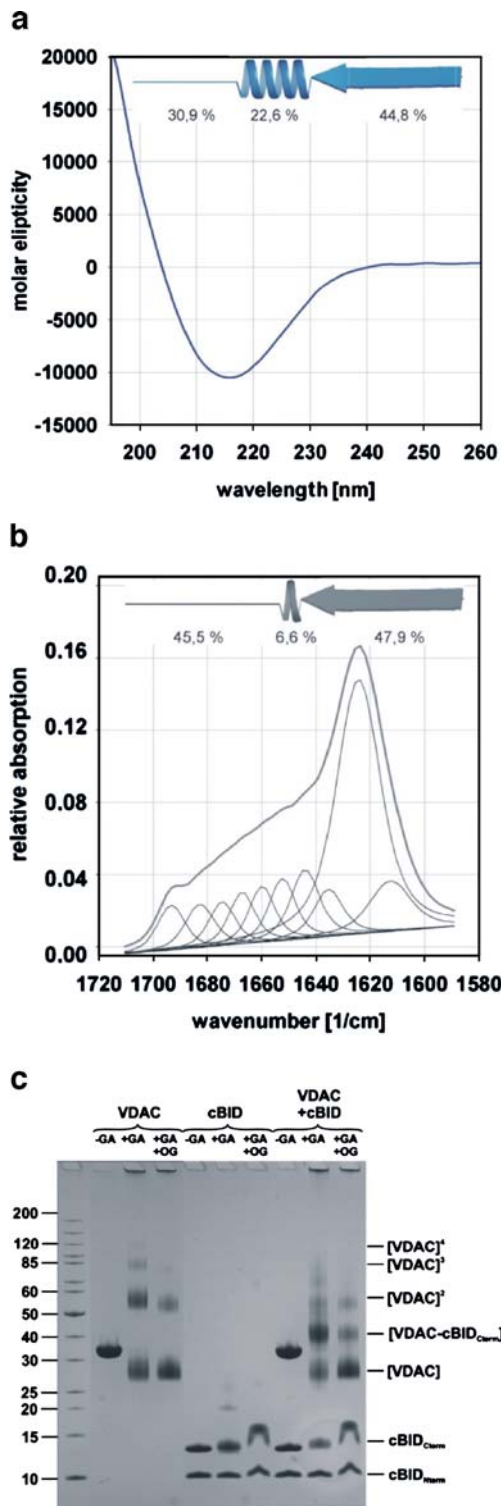 a
20000
30,9 % 22,6 % 44,8 %
15000
10000
5000
0
-5000
-10000
-15000
molar elipticity
200 210 220 230 240 250 260
wavelength [nm]
b
0.20
45,5 % 6,6 % 47,9 %
0.16
0.12
0.08
0.04
0.00
relative absorption
1720 1700 1680 1660 1640 1620 1600 1580
wavenumber [1/cm]
c
VDAC cBID VDAC +cBID
-GA +GA +GA +OG -GA +GA +GA +OG -GA +GA +GA +OG
200
120
85
60
50
40
30
25
20
15
10
[VDAC]⁴
[VDAC]³
[VDAC]²
[VDAC-cBIDCterm]
[VDAC]
cBIDCterm
cBIDNterm